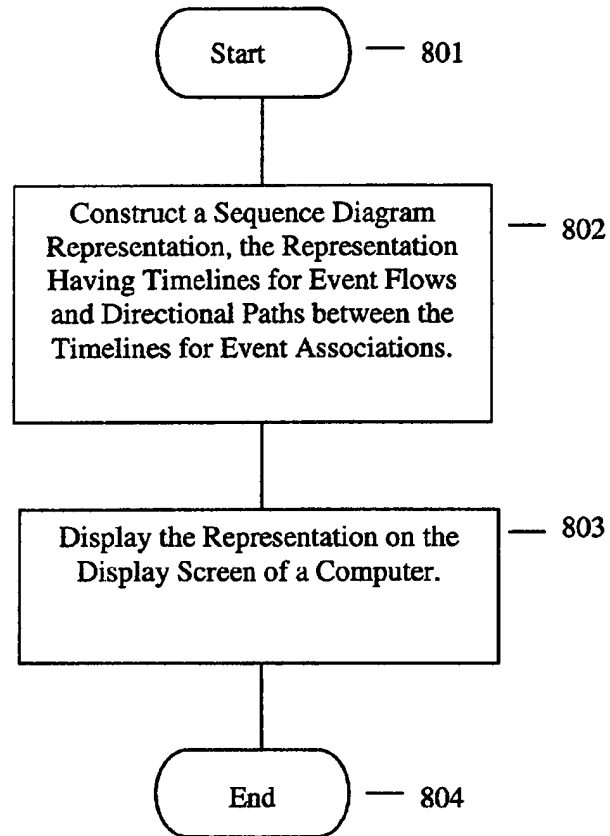 Start
801
Construct a Sequence Diagram
Representation, the Representation
Having Timelines for Event Flows
and Directional Paths between the
Timelines for Event Associations.
802
Display the Representation on the
Display Screen of a Computer.
803
End
804